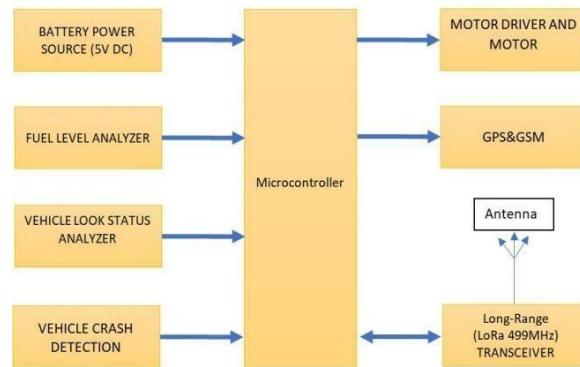 BATTERY POWER
SOURCE (5V DC)
FUEL LEVEL ANALYZER
VEHICLE LOOK STATUS
ANALYZER
VEHICLE CRASH
DETECTION
Microcontroller
MOTOR DRIVER AND
MOTOR
GPS&GSM
Antenna
Long-Range
(LoRa 499MHz)
TRANSCEIVER